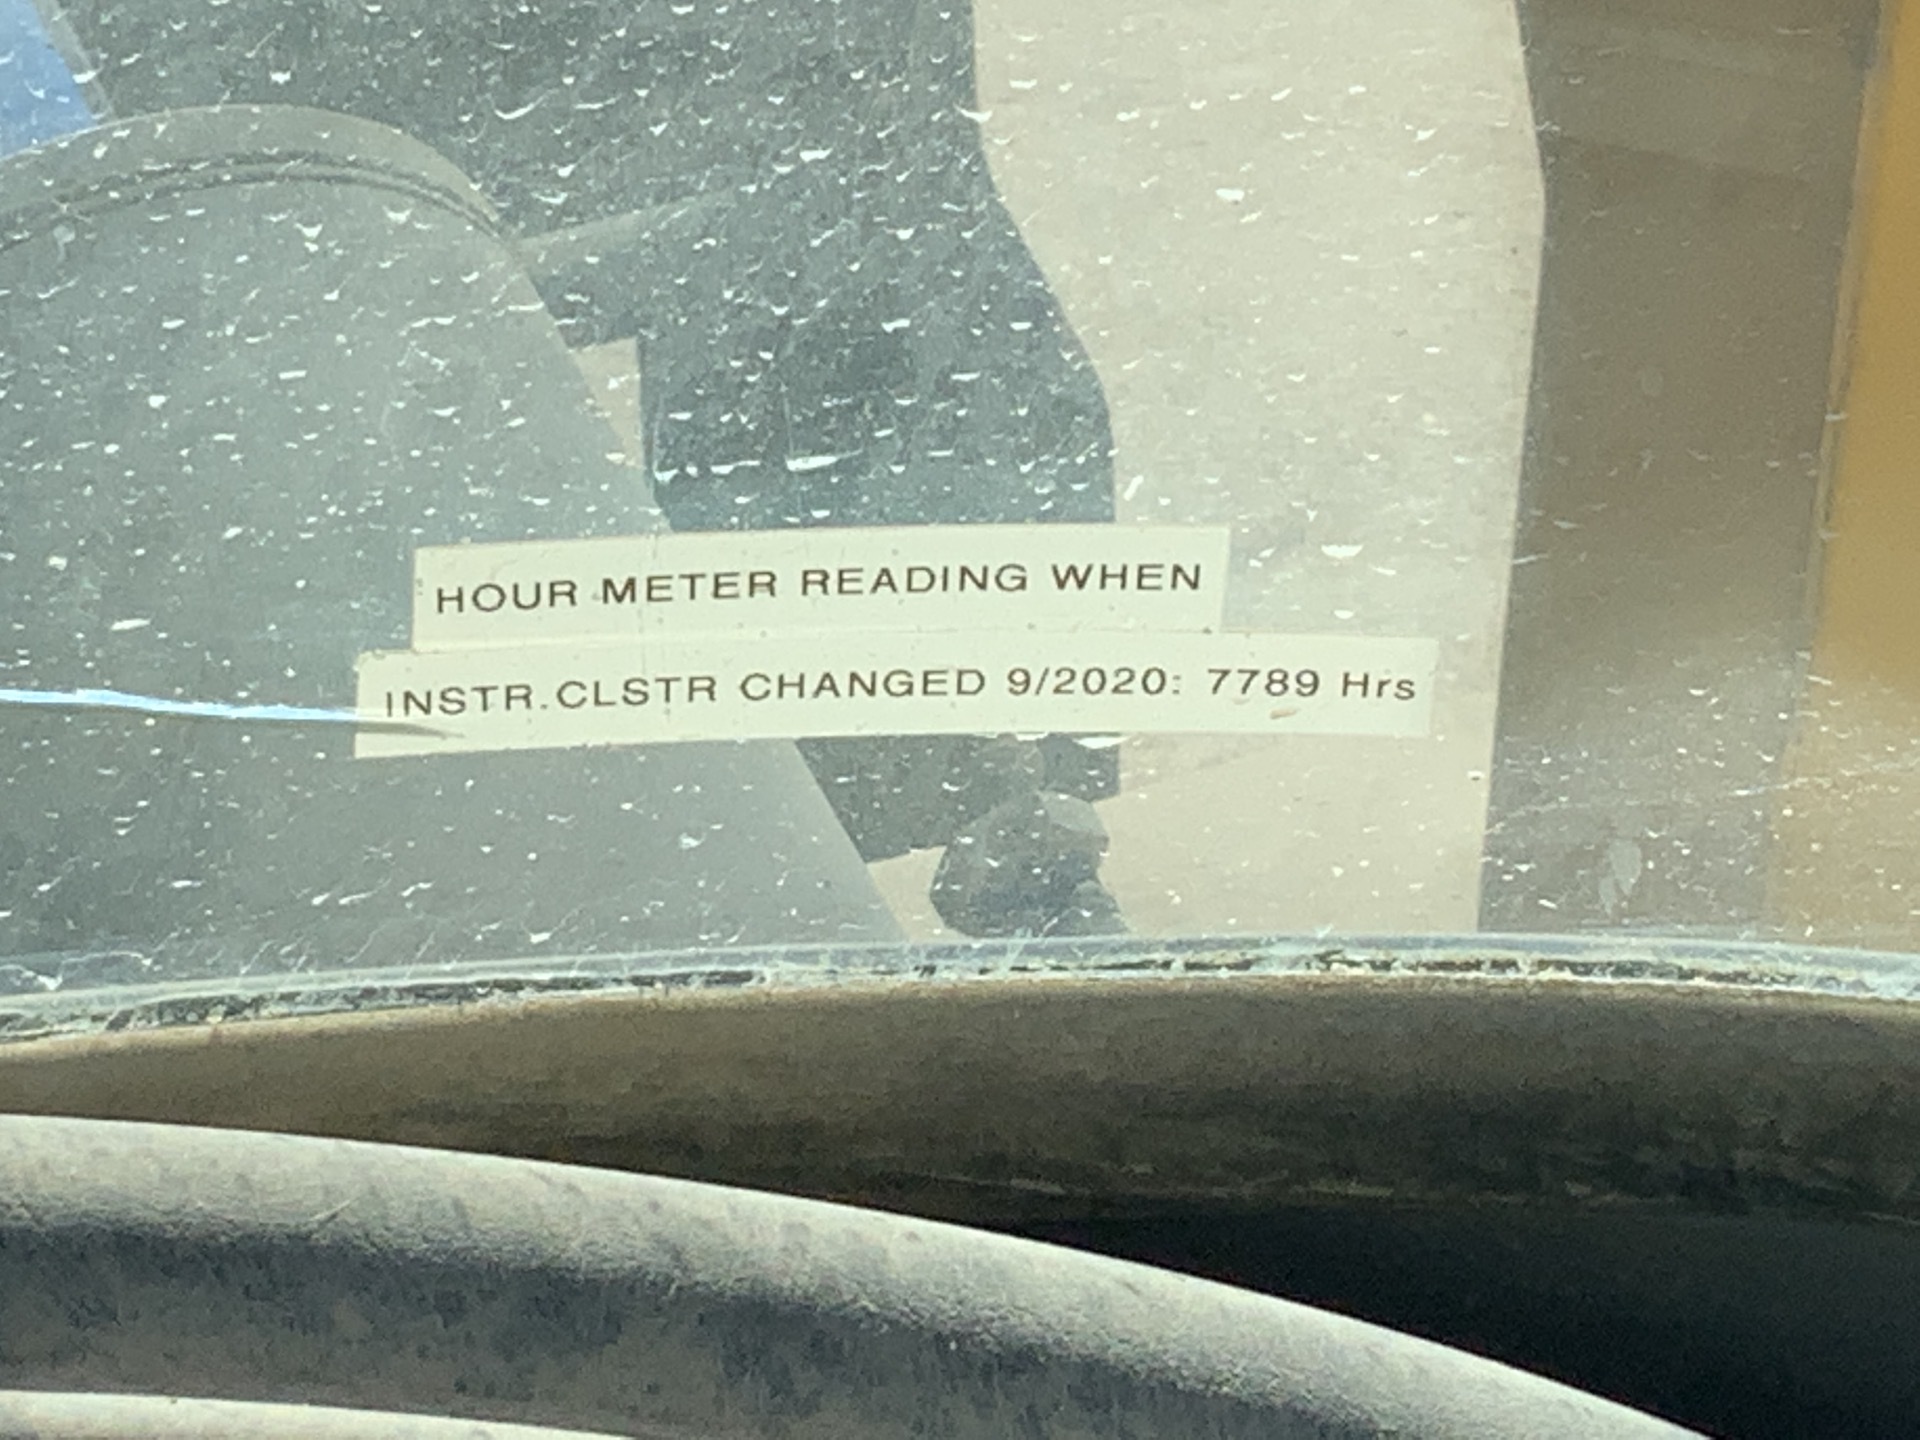 HOUR METER READING WHEN
INSTR.CLSTR CHANGED 9/2020: 7789 Hrs